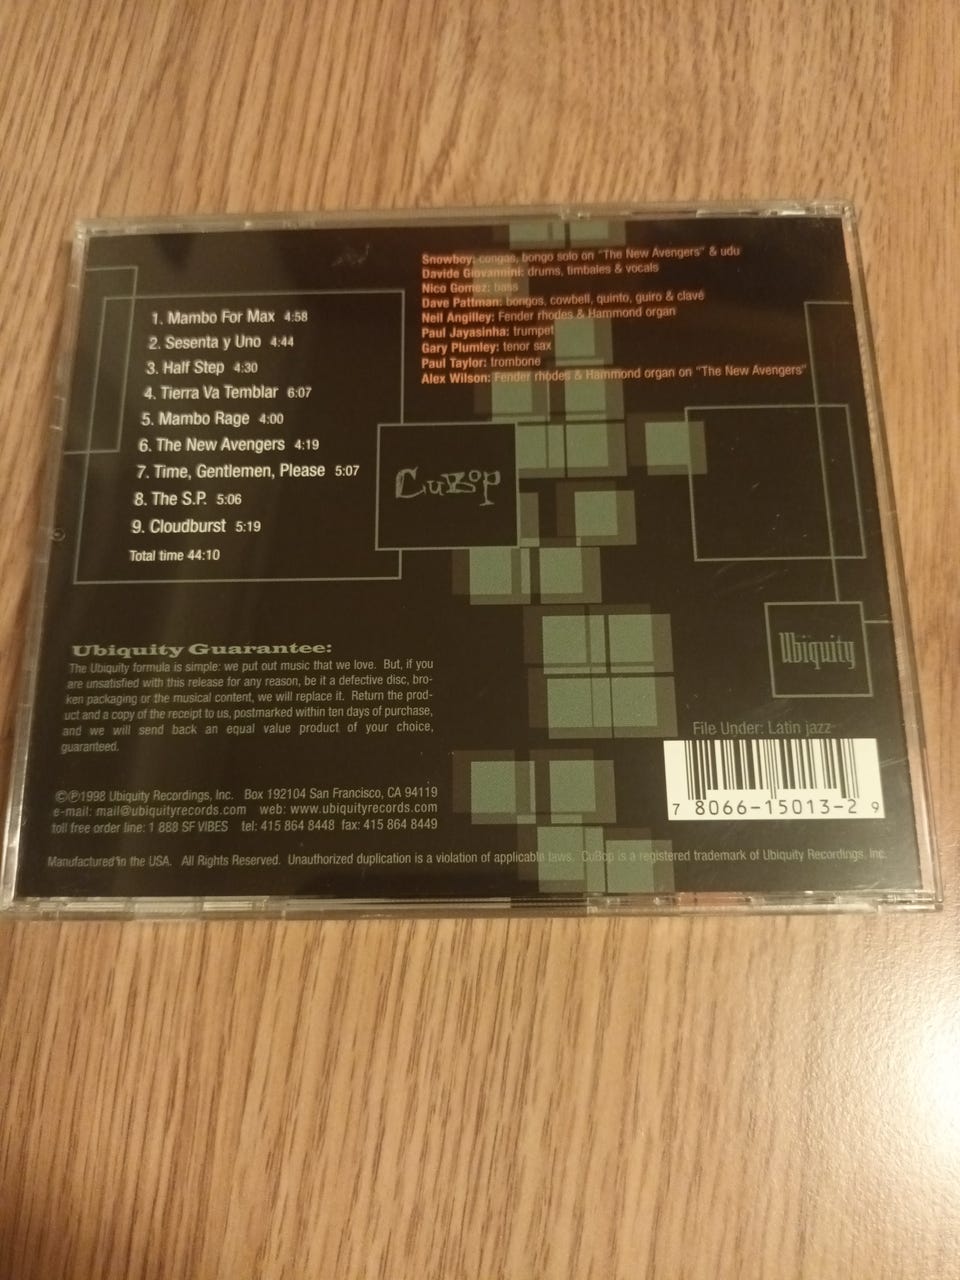 1. Mambo For Max 4:58
2. Sesenta y Uno 4:44
3. Half Step 4:30
4. Tierra Va Temblar 6:07
5. Mambo Rage 4:00
6. The New Avengers 4:19
7. Time, Gentlemen, Please 5:07
8. The S.P. 5:06
9. Cloudburst 5:19
Total time 44:10
Snowboy: congas, bongo solo on "The New Avengers" & udu
Davide Giovannini: drums, timbales & vocals
Nico Gomez: bass
Dave Pattman: bongos, cowbell, quinto, guiro & clavé
Neil Angilley: Fender rhodes & Hammond organ
Paul Jayasinha: trumpet
Gary Plumley: tenor sax
Paul Taylor: trombone
Alex Wilson: Fender rhodes & Hammond organ on "The New Avengers"
CuBop
Ubiquity
Ubiquity Guarantee:
The Ubiquity formula is simple: we put out music that we love. But, if you
are unsatisfied with this release for any reason, be it a defective disc, bro-
ken packaging or the musical content, we will replace it. Return the prod-
uct and a copy of the receipt to us, postmarked within ten days of purchase,
and we will send back an equal value product of your choice,
guaranteed.
File Under: Latin jazz
7 8066-15013-2 9
©℗1998 Ubiquity Recordings, Inc. Box 192104 San Francisco, CA 94119
e-mail: mail@ubiquityrecords.com web: www.ubiquityrecords.com
toll free order line: 1 888 SF VIBES tel: 415 864 8448 fax: 415 864 8449
Manufactured in the USA. All Rights Reserved. Unauthorized duplication is a violation of applicable laws. CuBop is a registered trademark of Ubiquity Recordings, Inc.